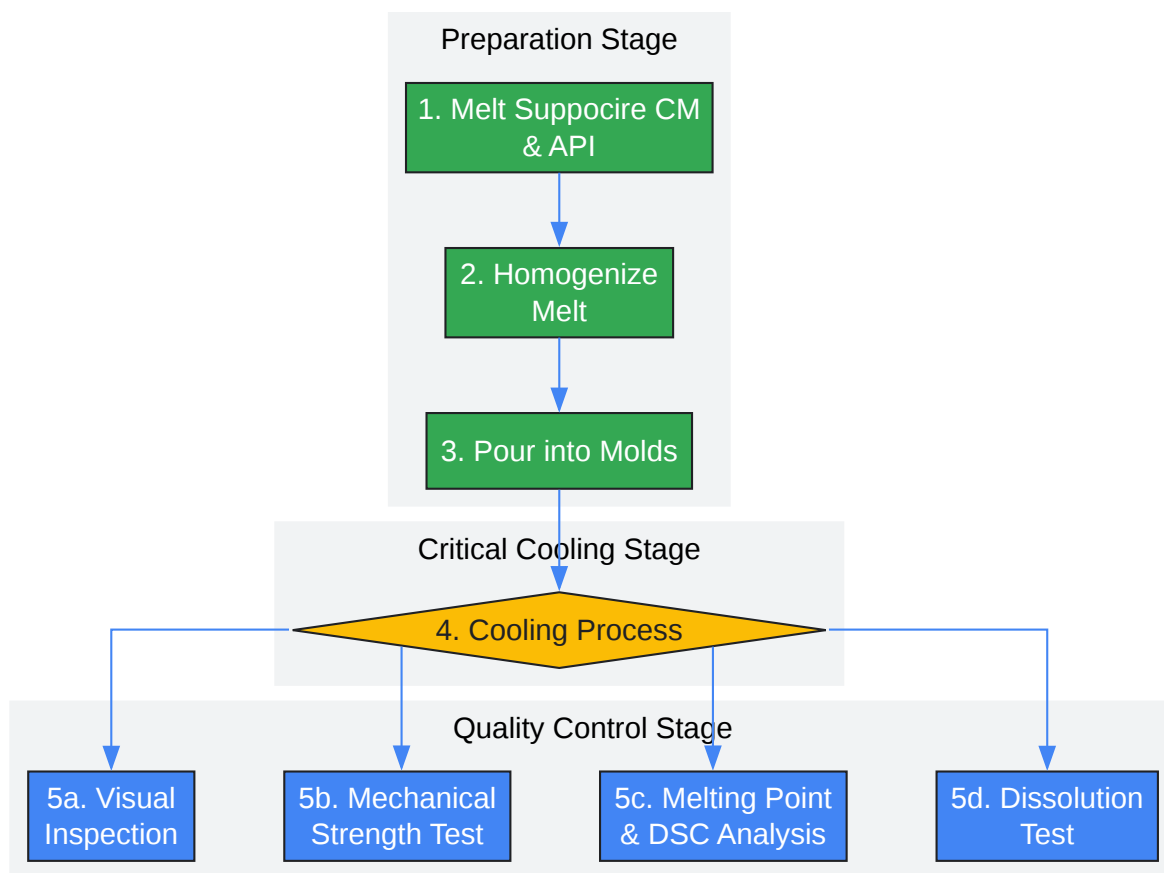 Preparation Stage
1. Melt Suppocire CM
& API
2. Homogenize
Melt
3. Pour into Molds
Critical Cooling Stage
4. Cooling Process
Quality Control Stage
5a. Visual
Inspection
5b. Mechanical
Strength Test
5c. Melting Point
& DSC Analysis
5d. Dissolution
Test